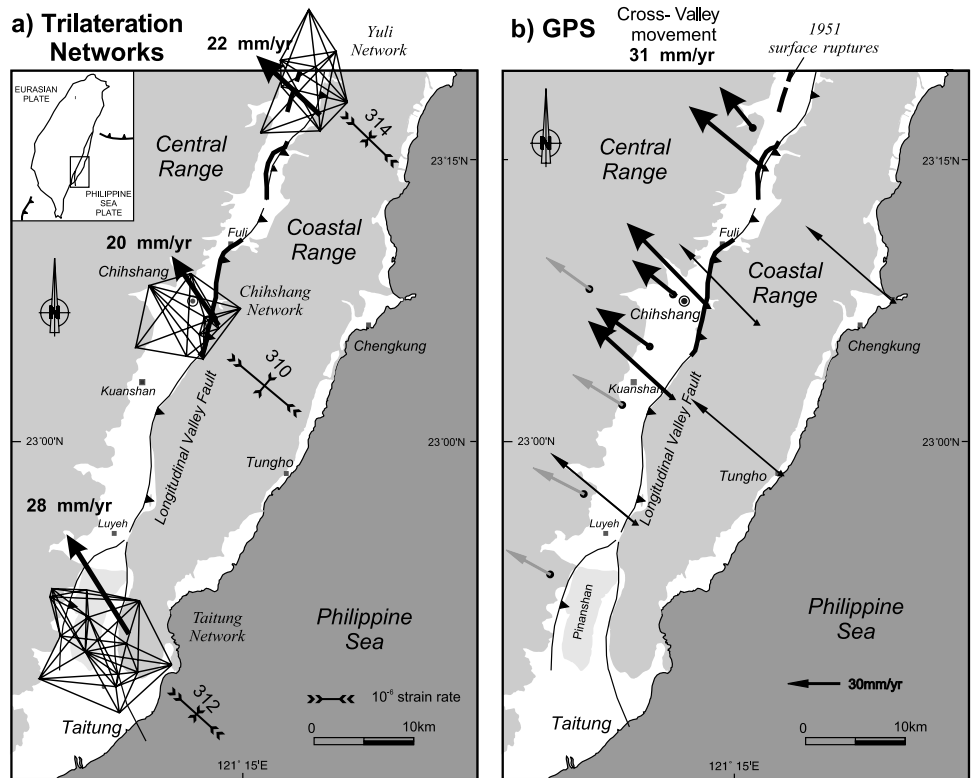 a) Trilateration
Networks
22 mm/yr
Yuli
Network
EURASIAN
PLATE
PHILIPPINE
SEA
PLATE
314
Central
Range
23°15'N
Fuli
Coastal
Range
20 mm/yr
Chihshang
N
Chihshang
Network
310
Chengkung
Kuanshan
Longitudinal Valley Fault
23°00'N
Tungho
28 mm/yr
Luyeh
Taitung
Network
Philippine
Sea
312
10⁻⁶ strain rate
Taitung
0 10km
121° 15'E
b) GPS
Cross- Valley
movement
31 mm/yr
1951
surface ruptures
N
Central
Range
23°15'N
Fuli
Coastal
Range
Chihshang
Chengkung
Kuanshan
Longitudinal Valley Fault
23°00'N
Tungho
Luyeh
Pinanshan
Philippine
Sea
30mm/yr
Taitung
0 10km
121° 15'E